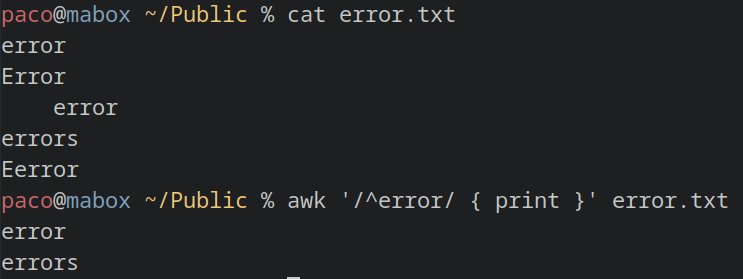 paco@mabox ~/Public % cat error.txt
error
Error
    error
errors
Eerror
paco@mabox ~/Public % awk '/^error/ { print }' error.txt
error
errors